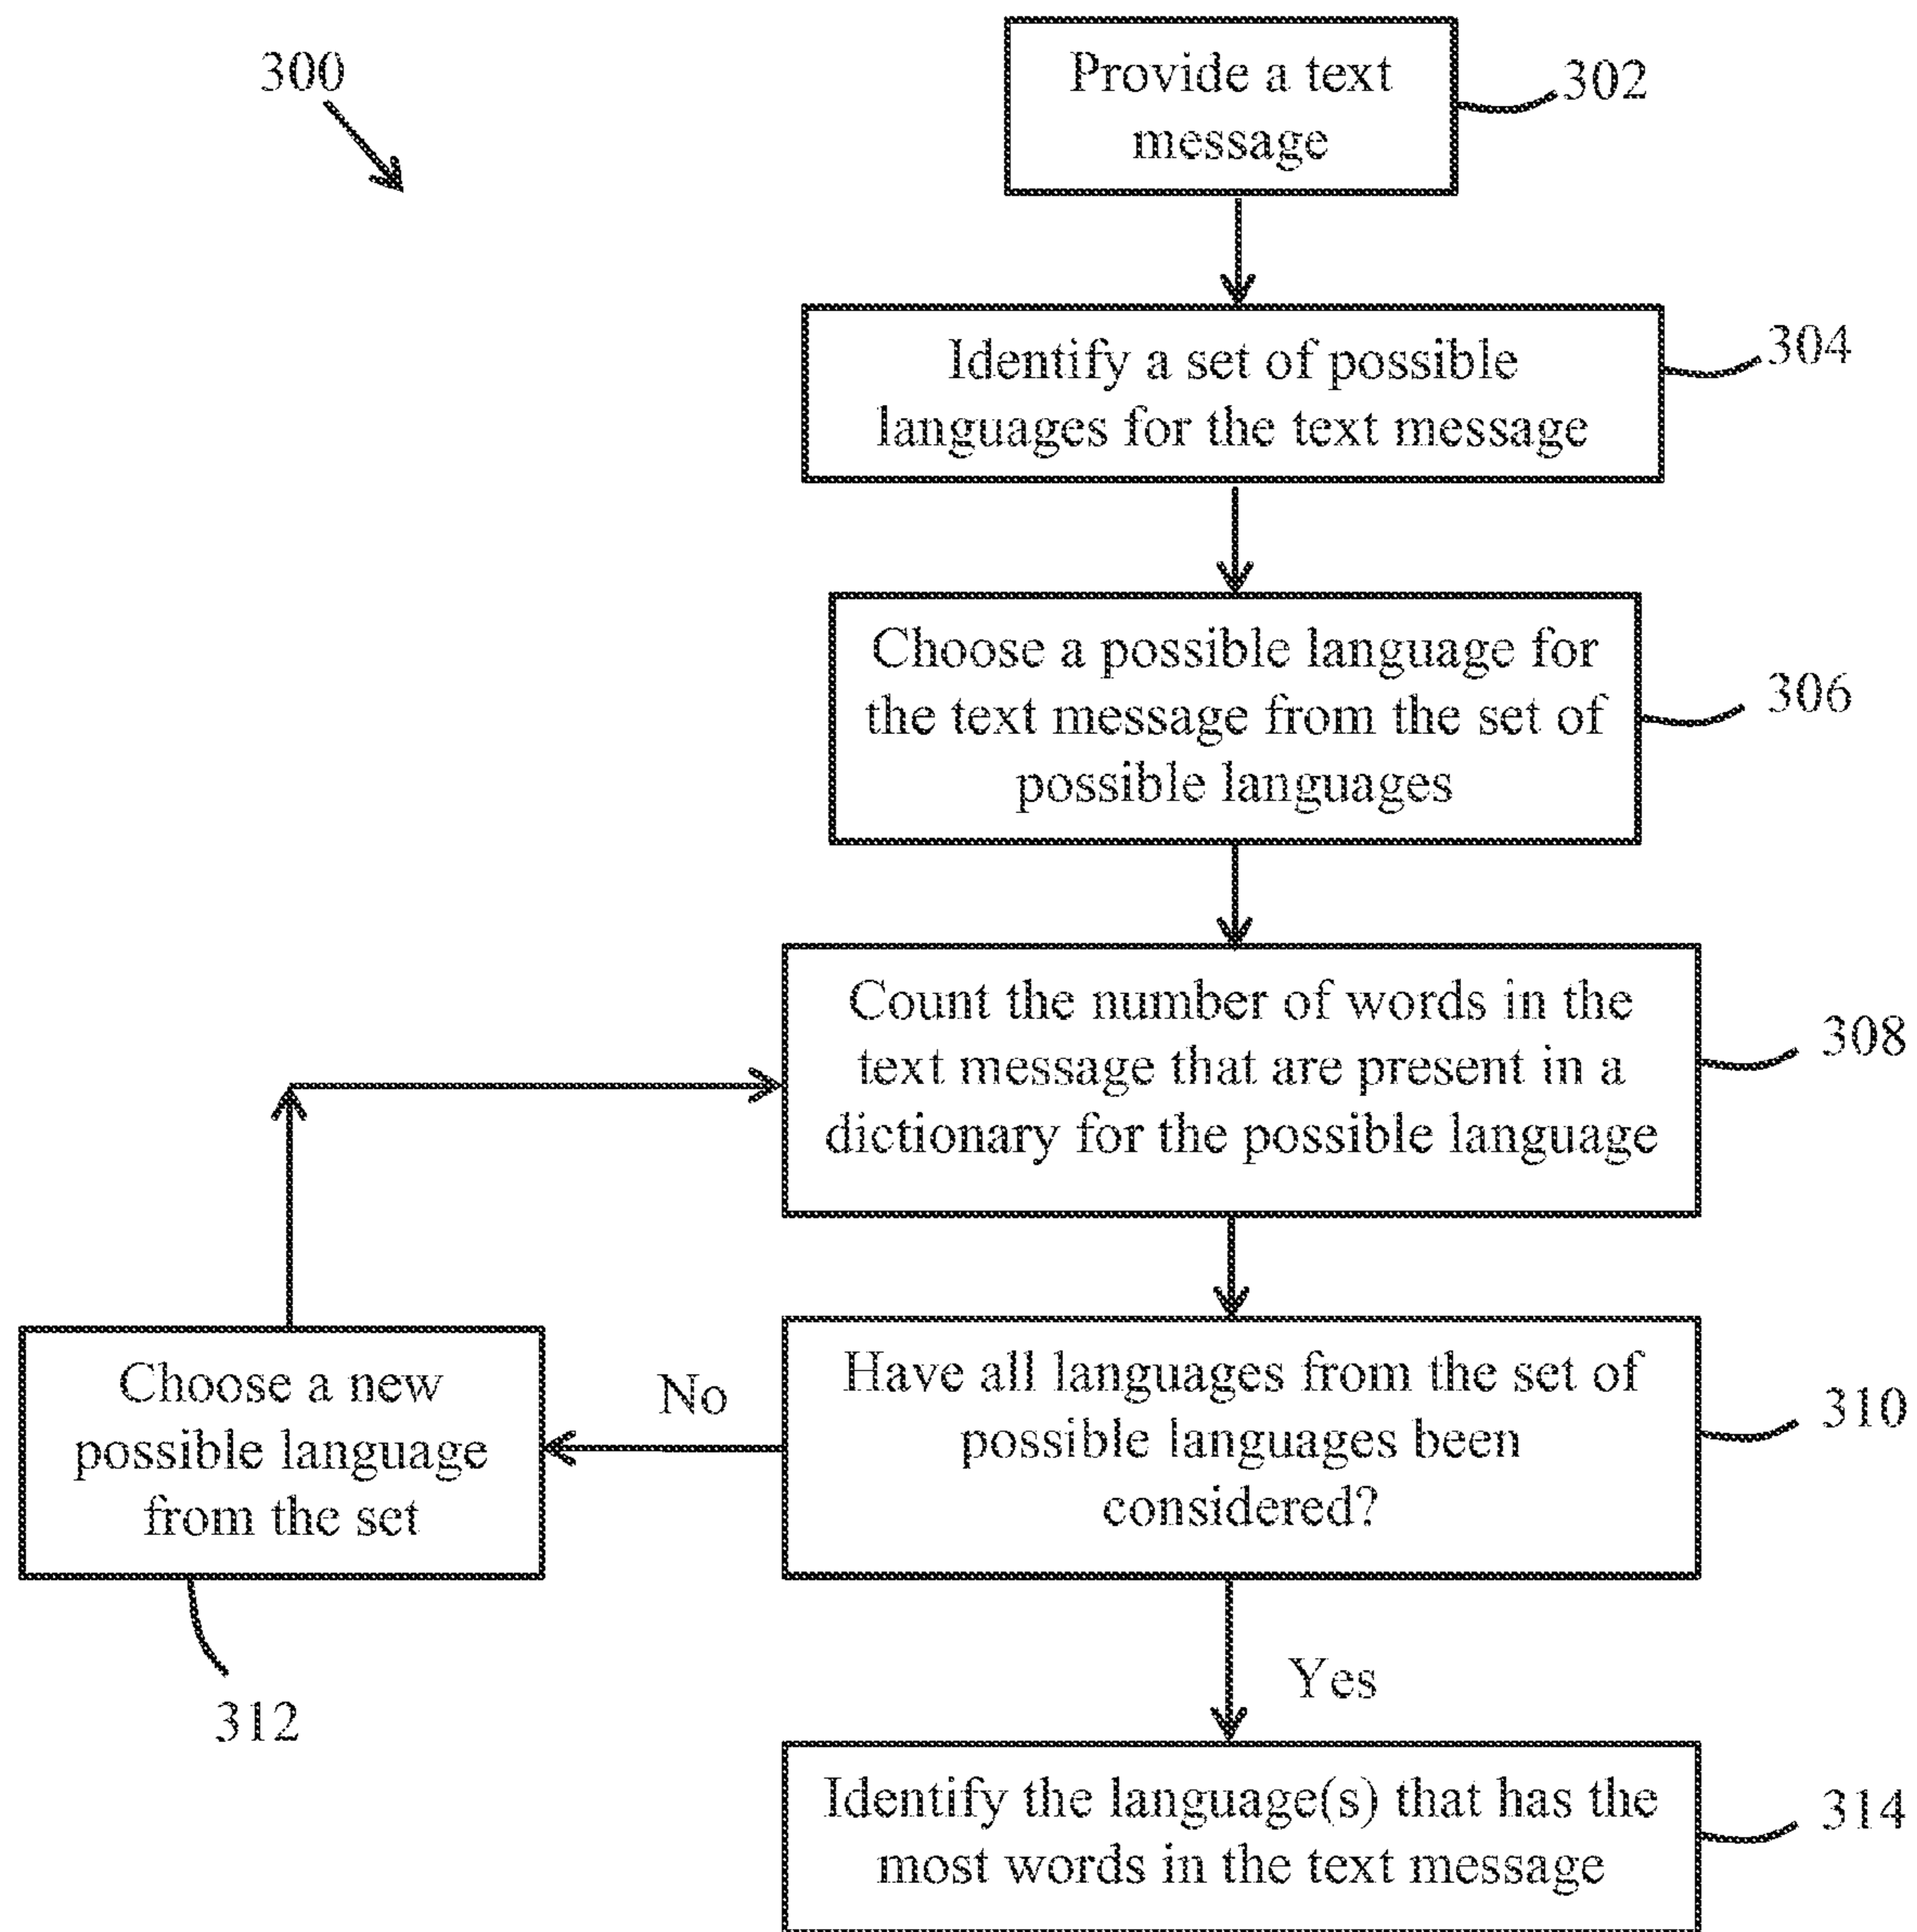 300
Provide a text
message
302
Identify a set of possible
languages for the text message
304
Choose a possible language for
the text message from the set of
possible languages
306
Count the number of words in the
text message that are present in a
dictionary for the possible language
308
Have all languages from the set of
possible languages been
considered?
310
No
Choose a new
possible language
from the set
312
Yes
Identify the language(s) that has the
most words in the text message
314